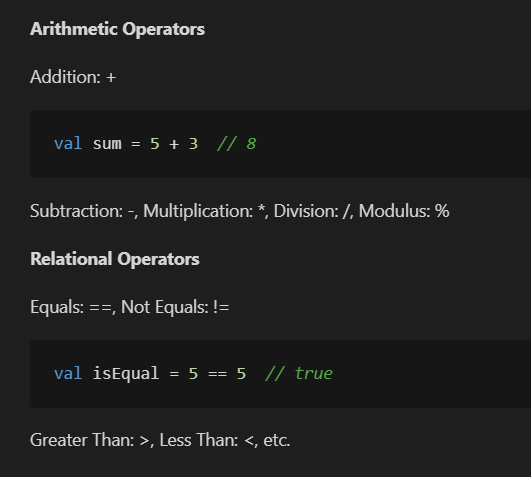 Arithmetic Operators
Addition: +
val sum = 5 + 3  // 8
Subtraction: -, Multiplication: *, Division: /, Modulus: %
Relational Operators
Equals: ==, Not Equals: !=
val isEqual = 5 == 5  // true
Greater Than: >, Less Than: <, etc.